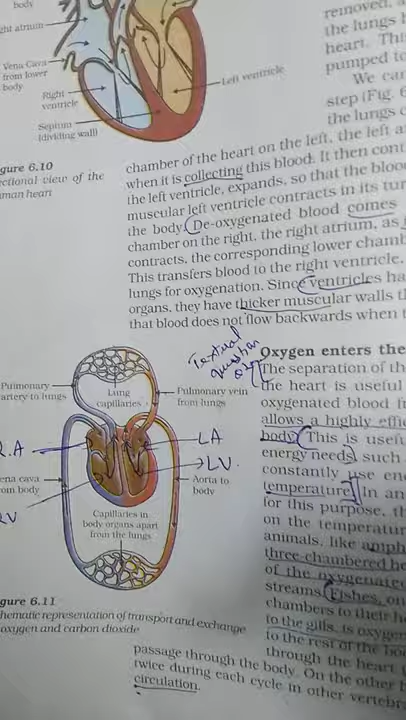 body
ght atrium
Vena Cava
from lower
body
Right
ventricle
Left ventricle
Septum
(dividing wall)
gure 6.10
ectional view of the
man heart
removed, a
the lungs h
heart. This
pumped to
We can
step (Fig. 6
the lungs c
chamber of the heart on the left, the left a
when it is collecting this blood. It then cont
the left ventricle, expands, so that the bloo
muscular left ventricle contracts in its tur
the body. De-oxygenated blood comes
chamber on the right, the right atrium, as
contracts, the corresponding lower chamb
This transfers blood to the right ventricle,
lungs for oxygenation. Since ventricles ha
organs, they have thicker muscular walls t
that blood does not flow backwards when t
Textual
Pulmonary
artery to lungs
Lung
capillaries
Pulmonary vein
from lungs
R.A
LA
LV.
ena cava
om body
Aorta to
body
RV
Capillaries in
body organs apart
from the lungs
gure 6.11
hematic representation of transport and exchange
oxygen and carbon dioxide
Oxygen enters the
The separation of th
the heart is useful
oxygenated blood f
allows a highly effic
body. This is usefu
energy needs, such
constantly use ene
temperature. In an
for this purpose, th
on the temperatur
animals, like amph
three-chambered he
of the oxygenated
streams. Fishes, on
chambers to their h
to the gills, is oxygen
to the rest of the bod
through the heart
passage through the body. On the other h
twice during each cycle in other vertebra
circulation.